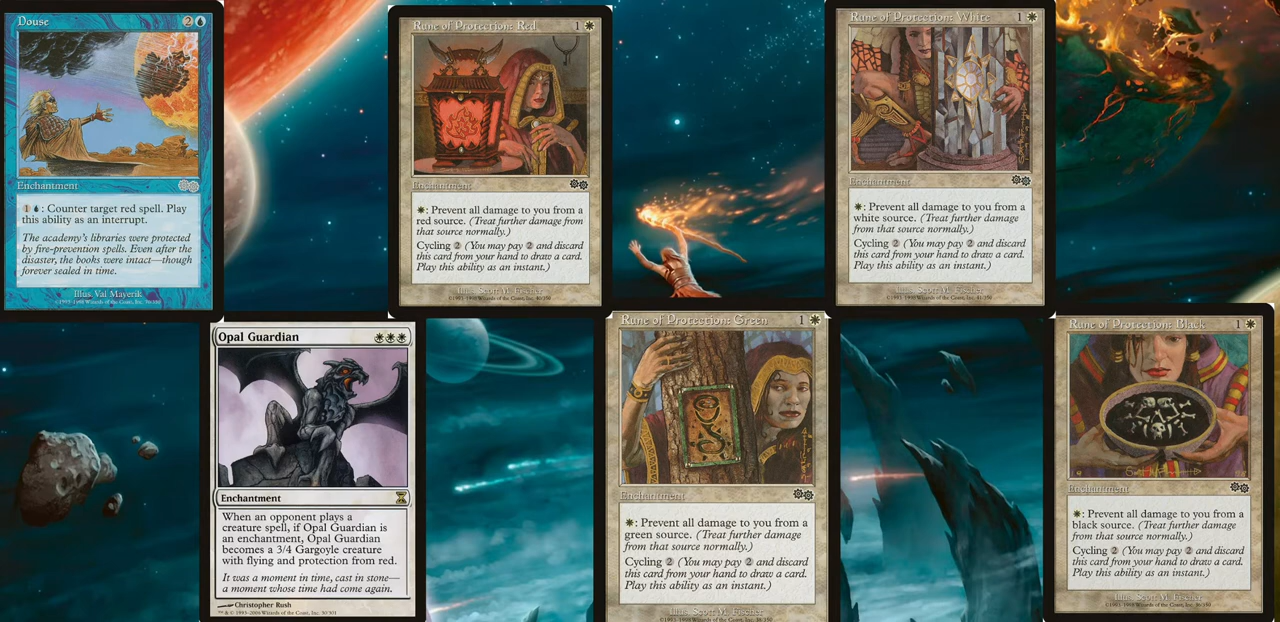 Douse
2
1: Counter target red spell. Play
this ability as an interrupt.
The academy's libraries were protected
by fire-prevention spells. Even after the
disaster, the books were intact—though
forever sealed in time.
Enchantment
Illus. Val Mayerik
Rune of Protection: Red
1
Enchantment
: Prevent all damage to you from a
red source. (Treat further damage from
that source normally.)
Cycling 2 (You may pay 2 and discard
this card from your hand to draw a card.
Play this ability as an instant.)
Illus. Scott M. Fischer
Rune of Protection: White
1
Enchantment
: Prevent all damage to you from a
white source. (Treat further damage
from that source normally.)
Cycling 2 (You may pay 2 and discard
this card from your hand to draw a card.
Play this ability as an instant.)
Illus. Scott M. Fischer
Opal Guardian
Enchantment
When an opponent plays a
creature spell, if Opal Guardian is
an enchantment, Opal Guardian
becomes a 3/4 Gargoyle creature
with flying and protection from red.
It was a moment in time, cast in stone—
a moment whose time had come again.
Christopher Rush
Rune of Protection: Green
1
Enchantment
: Prevent all damage to you from a
green source. (Treat further damage
from that source normally.)
Cycling 2 (You may pay 2 and discard
this card from your hand to draw a card.
Play this ability as an instant.)
Illus. Scott M. Fischer
Rune of Protection: Black
1
Enchantment
: Prevent all damage to you from a
black source. (Treat further damage
from that source normally.)
Cycling 2 (You may pay 2 and discard
this card from your hand to draw a card.
Play this ability as an instant.)
Illus. Scott M. Fischer